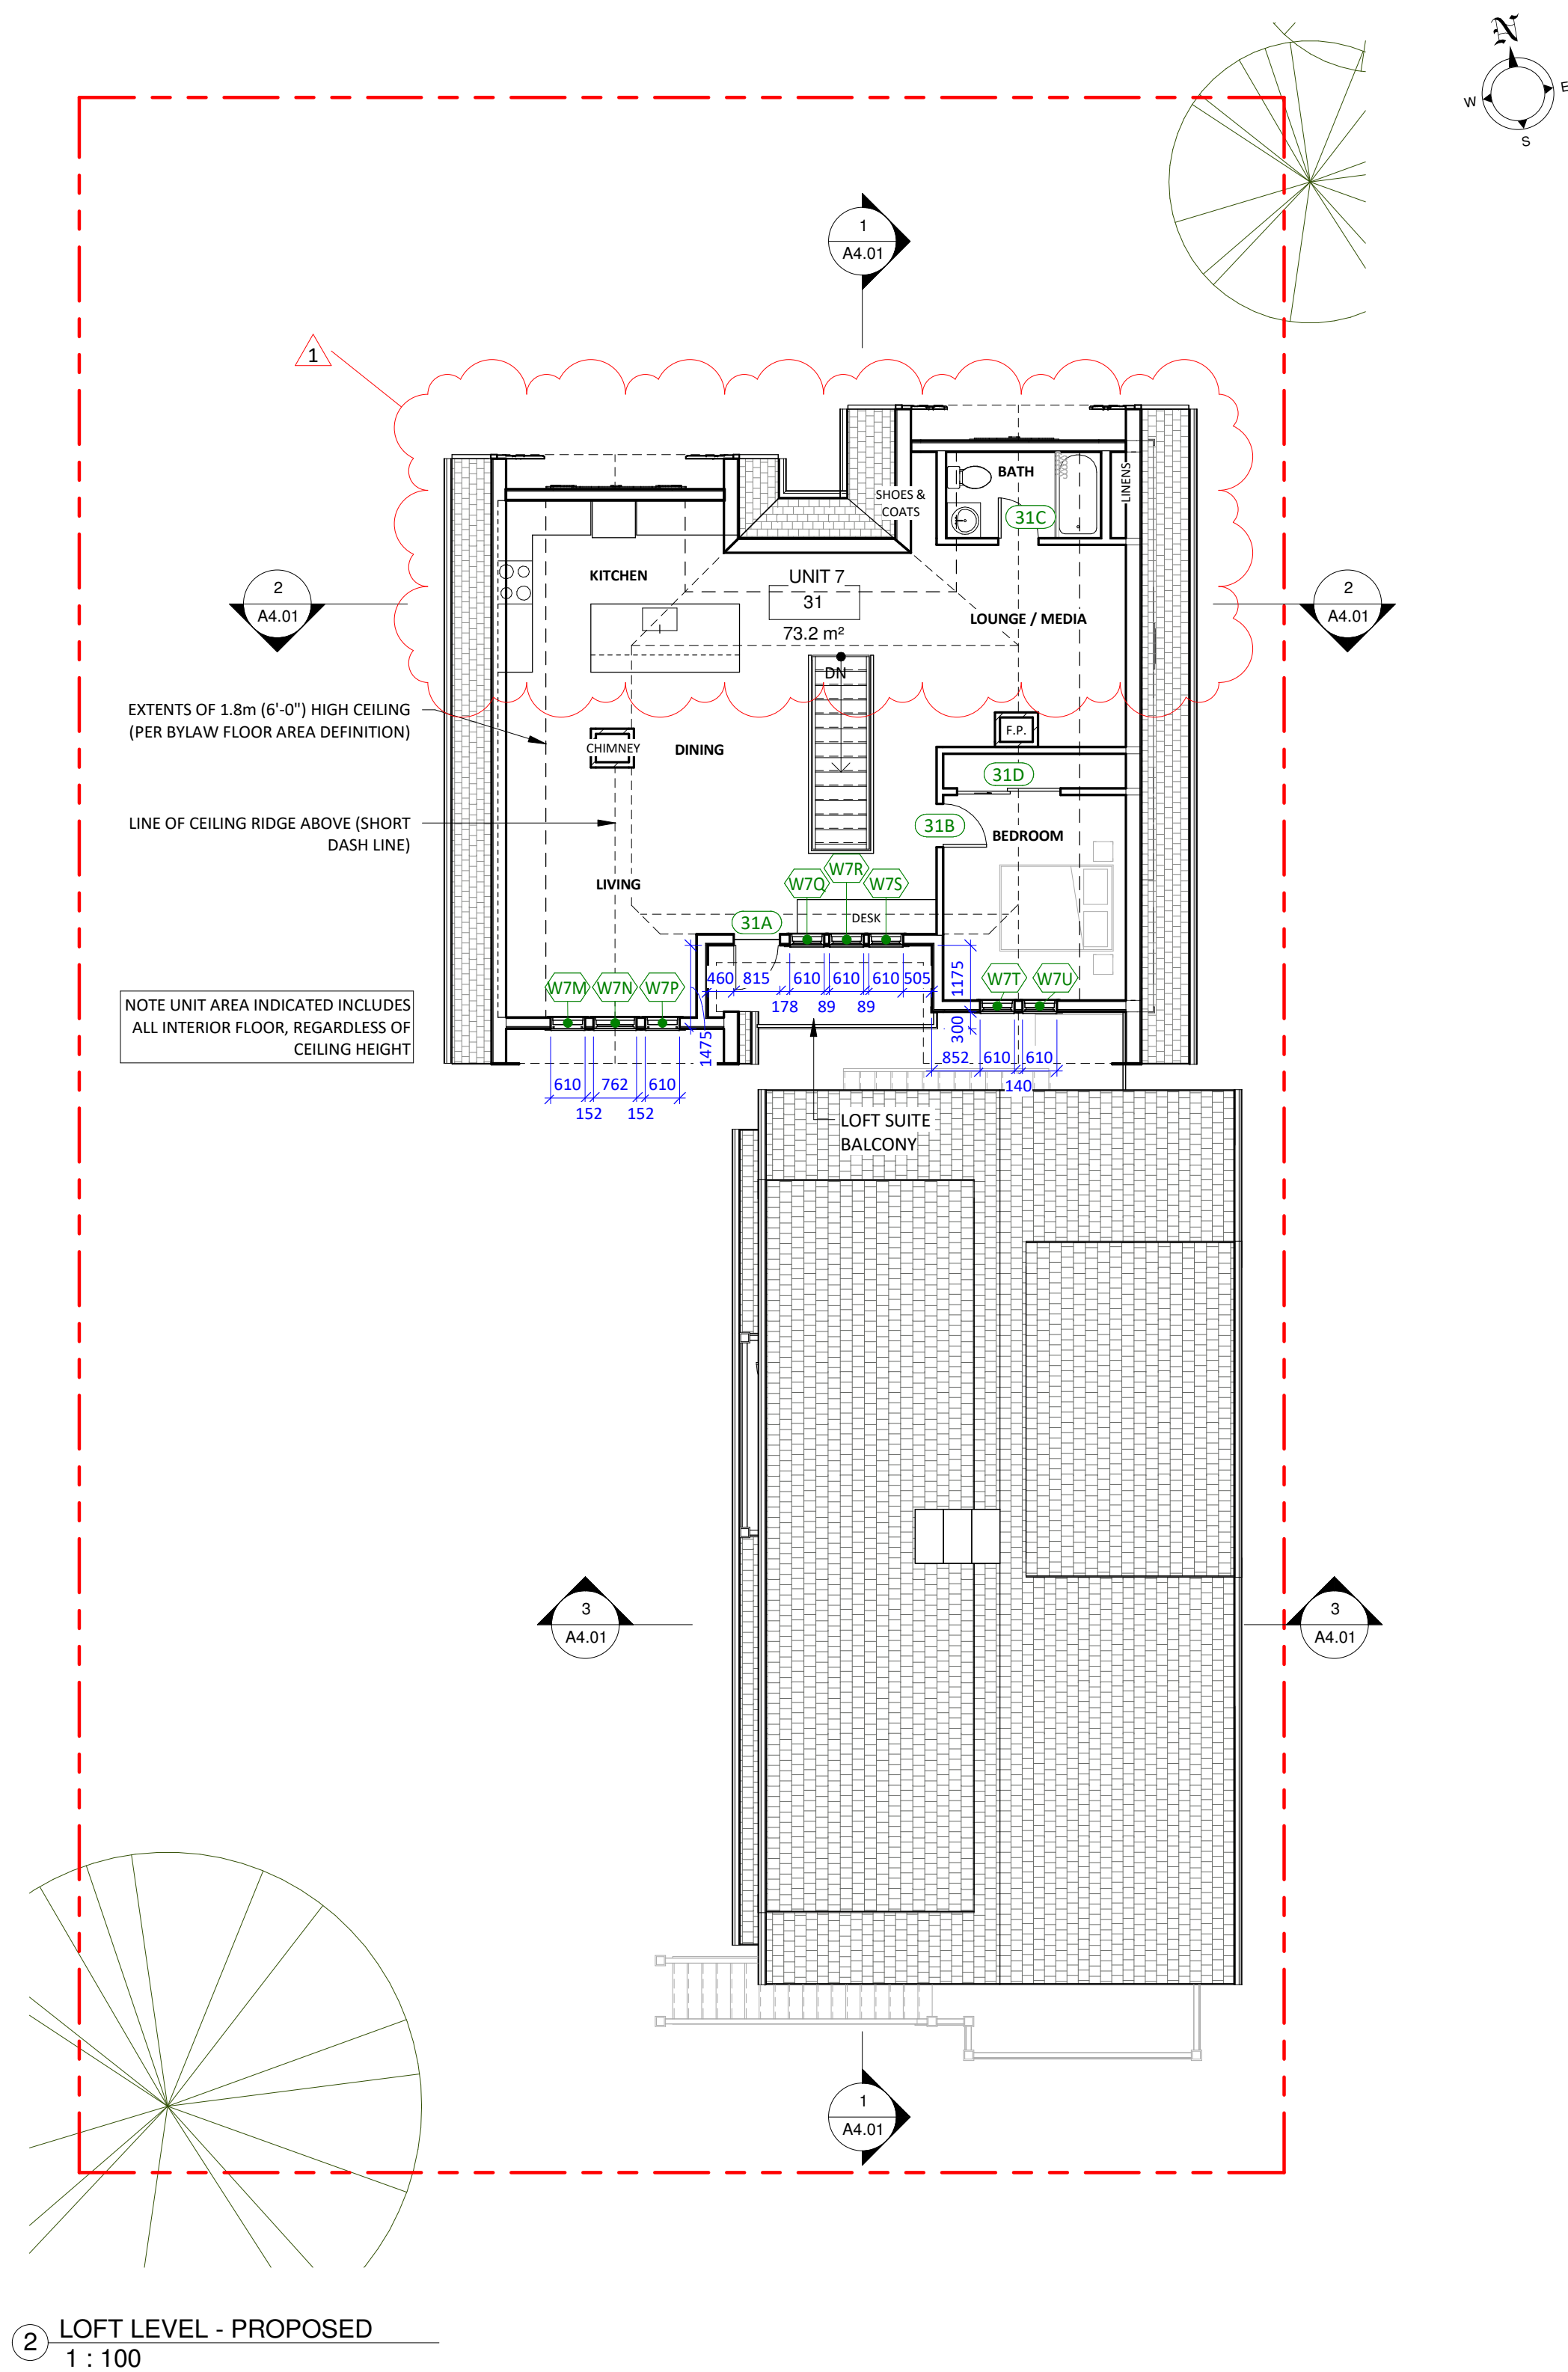 N
W
E
S
1
A4.01
1
BATH
LINENS
SHOES &
COATS
31C
KITCHEN
UNIT 7
31
73.2 m²
LOUNGE / MEDIA
2
A4.01
2
A4.01
DN
EXTENTS OF 1.8m (6'-0") HIGH CEILING
(PER BYLAW FLOOR AREA DEFINITION)
CHIMNEY
DINING
F.P.
31D
LINE OF CEILING RIDGE ABOVE (SHORT
DASH LINE)
31B
BEDROOM
LIVING
W7Q
W7R
W7S
31A
DESK
W7M
W7N
W7P
460
815
610
610
610
505
178
89
89
1175
W7T
W7U
NOTE UNIT AREA INDICATED INCLUDES
ALL INTERIOR FLOOR, REGARDLESS OF
CEILING HEIGHT
1475
300
852
610
610
140
610
762
610
152
152
LOFT SUITE
BALCONY
3
A4.01
3
A4.01
1
A4.01
2
LOFT LEVEL - PROPOSED
1 : 100